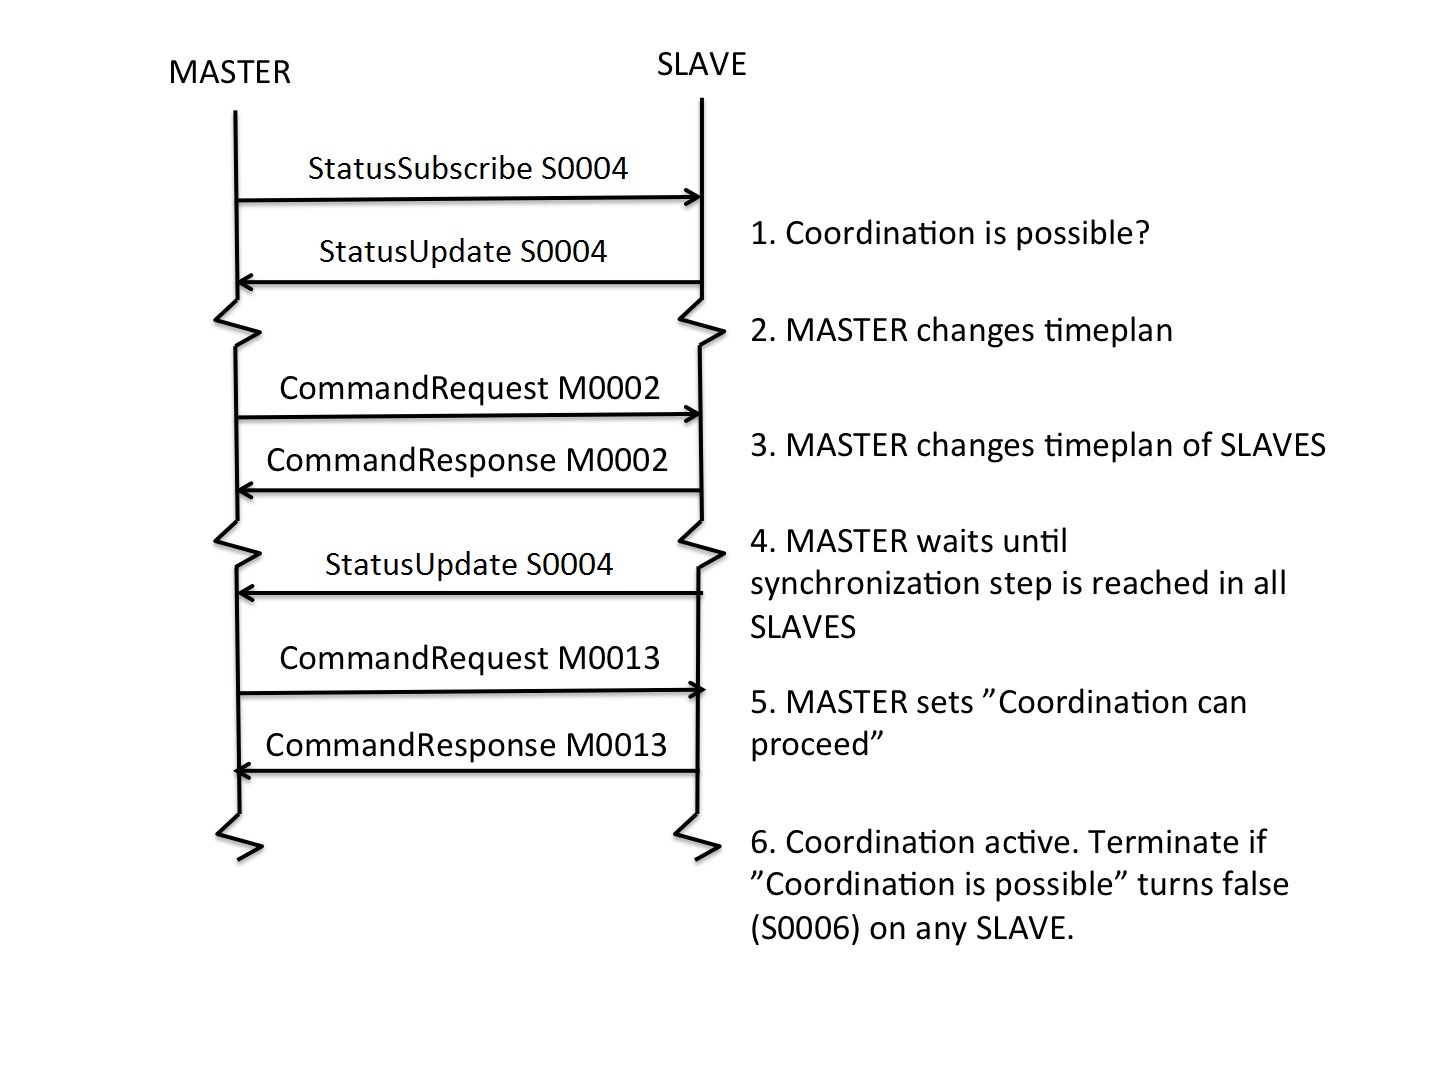 MASTER
SLAVE
StatusSubscribe S0004
1. Coordination is possible?
StatusUpdate S0004
2. MASTER changes timeplan
CommandRequest M0002
3. MASTER changes timeplan of SLAVES
CommandResponse M0002
4. MASTER waits until
synchronization step is reached in all
SLAVES
StatusUpdate S0004
CommandRequest M0013
5. MASTER sets ”Coordination can
proceed”
CommandResponse M0013
6. Coordination active. Terminate if
”Coordination is possible” turns false
(S0006) on any SLAVE.